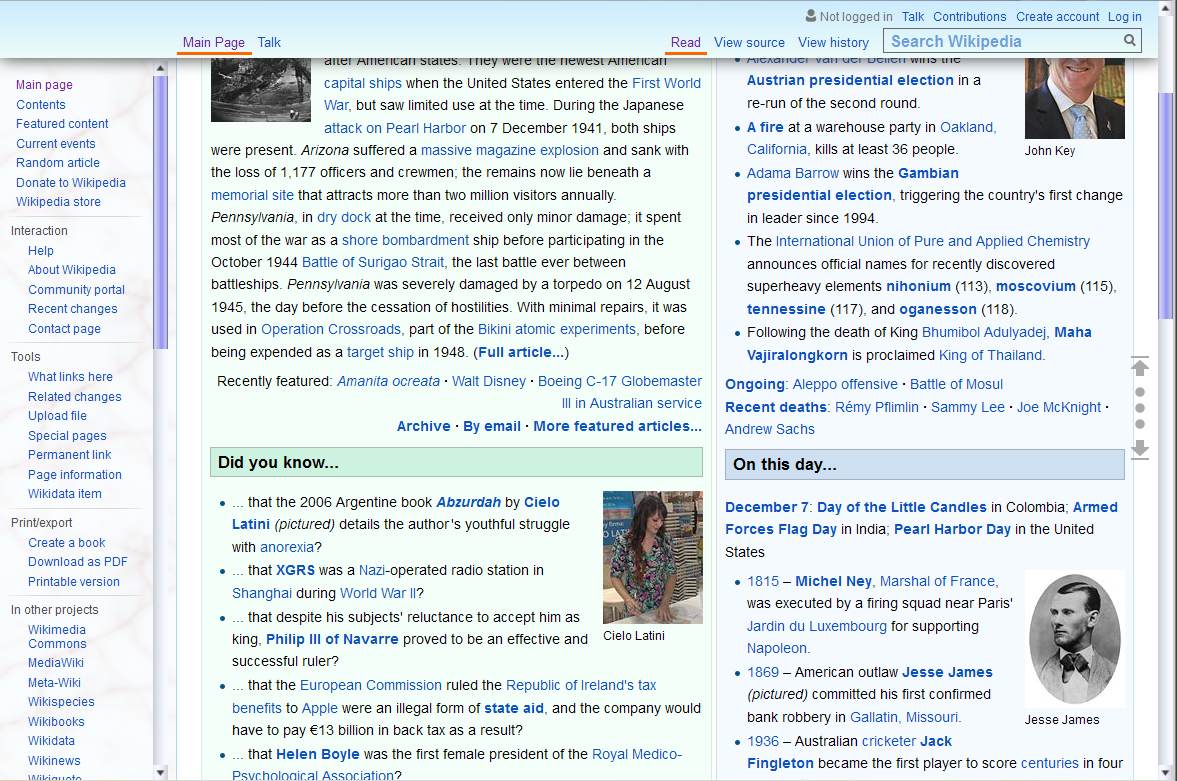 Not logged in Talk Contributions Create account Log in
Main Page Talk
Read View source View history
Search Wikipedia
Main page
Contents
Featured content
Current events
Random article
Donate to Wikipedia
Wikipedia store
Interaction
Help
About Wikipedia
Community portal
Recent changes
Contact page
Tools
What links here
Related changes
Upload file
Special pages
Permanent link
Page information
Wikidata item
Print/export
Create a book
Download as PDF
Printable version
In other projects
Wikimedia
Commons
MediaWiki
Meta-Wiki
Wikispecies
Wikibooks
Wikidata
Wikinews
Wikiquote
after American states. They were the newest American
capital ships when the United States entered the First World
War, but saw limited use at the time. During the Japanese
attack on Pearl Harbor on 7 December 1941, both ships
were present. Arizona suffered a massive magazine explosion and sank with
the loss of 1,177 officers and crewmen; the remains now lie beneath a
memorial site that attracts more than two million visitors annually.
Pennsylvania, in dry dock at the time, received only minor damage; it spent
most of the war as a shore bombardment ship before participating in the
October 1944 Battle of Surigao Strait, the last battle ever between
battleships. Pennsylvania was severely damaged by a torpedo on 12 August
1945, the day before the cessation of hostilities. With minimal repairs, it was
used in Operation Crossroads, part of the Bikini atomic experiments, before
being expended as a target ship in 1948. (Full article...)
Recently featured: Amanita ocreata · Walt Disney · Boeing C-17 Globemaster
III in Australian service
Archive · By email · More featured articles...
Did you know...
• ... that the 2006 Argentine book Abzurdah by Cielo
Latini (pictured) details the author's youthful struggle
with anorexia?
• ... that XGRS was a Nazi-operated radio station in
Shanghai during World War II?
• ... that despite his subjects' reluctance to accept him as
king, Philip III of Navarre proved to be an effective and
successful ruler?
Cielo Latini
• ... that the European Commission ruled the Republic of Ireland's tax
benefits to Apple were an illegal form of state aid, and the company would
have to pay €13 billion in back tax as a result?
• ... that Helen Boyle was the first female president of the Royal Medico-
Psychological Association?
• Alexander Van der Bellen wins the
Austrian presidential election in a
re-run of the second round.
• A fire at a warehouse party in Oakland,
California, kills at least 36 people.
John Key
• Adama Barrow wins the Gambian
presidential election, triggering the country's first change
in leader since 1994.
• The International Union of Pure and Applied Chemistry
announces official names for recently discovered
superheavy elements nihonium (113), moscovium (115),
tennessine (117), and oganesson (118).
• Following the death of King Bhumibol Adulyadej, Maha
Vajiralongkorn is proclaimed King of Thailand.
Ongoing: Aleppo offensive · Battle of Mosul
Recent deaths: Rémy Pflimlin · Sammy Lee · Joe McKnight ·
Andrew Sachs
On this day...
December 7: Day of the Little Candles in Colombia; Armed
Forces Flag Day in India; Pearl Harbor Day in the United
States
• 1815 – Michel Ney, Marshal of France,
was executed by a firing squad near Paris'
Jardin du Luxembourg for supporting
Napoleon.
• 1869 – American outlaw Jesse James
(pictured) committed his first confirmed
bank robbery in Gallatin, Missouri.
Jesse James
• 1936 – Australian cricketer Jack
Fingleton became the first player to score centuries in four